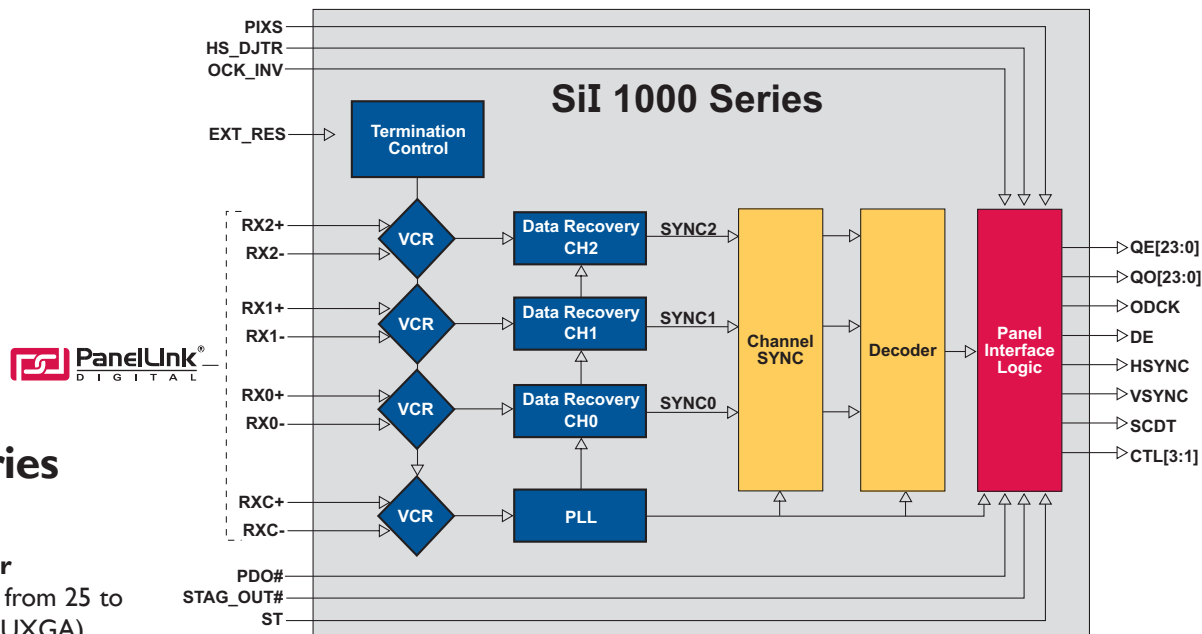 PIXS
HS_DJTR
OCK_INV
SiI 1000 Series
EXT_RES
Termination
Control
RX2+
RX2-
VCR
Data Recovery
CH2
SYNC2
RX1+
RX1-
VCR
Data Recovery
CH1
SYNC1
RX0+
RX0-
VCR
Data Recovery
CH0
SYNC0
RXC+
RXC-
VCR
PLL
Channel
SYNC
Decoder
Panel
Interface
Logic
QE[23:0]
QO[23:0]
ODCK
DE
HSYNC
VSYNC
SCDT
CTL[3:1]
PanelLink®
DIGITAL
ries
r
from 25 to
UXGA)
PDO#
STAG_OUT#
ST